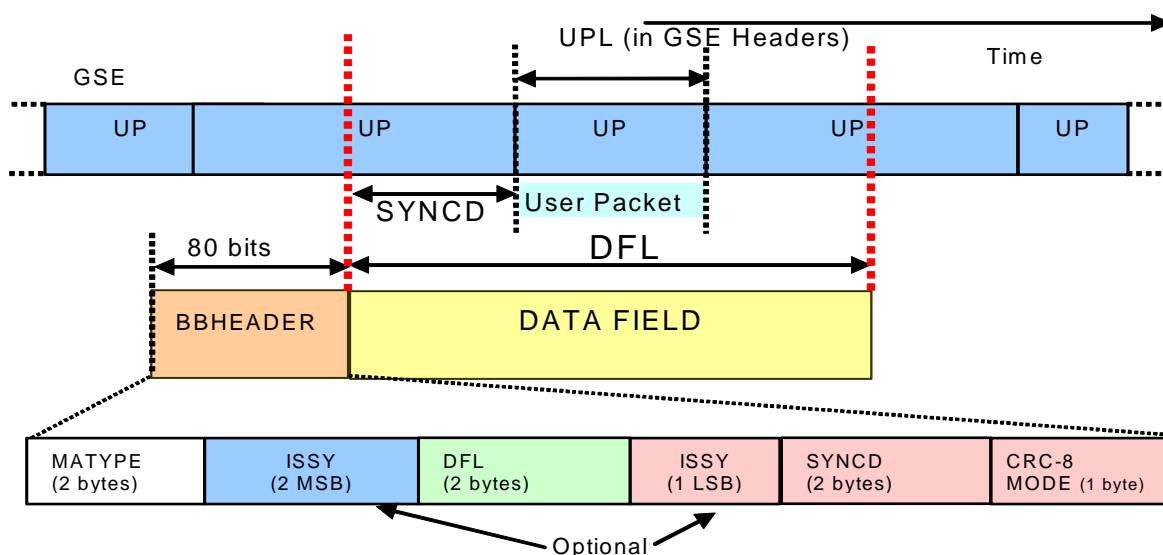 UPL (in GSE Headers)
Time
GSE
UP UP UP UP UP
SYNCD
User Packet
80 bits
DFL
BBHEADER
DATA FIELD
MATYPE
(2 bytes)
ISSY
(2 MSB)
DFL
(2 bytes)
ISSY
(1 LSB)
SYNCD
(2 bytes)
CRC-8
MODE (1 byte)
Optional